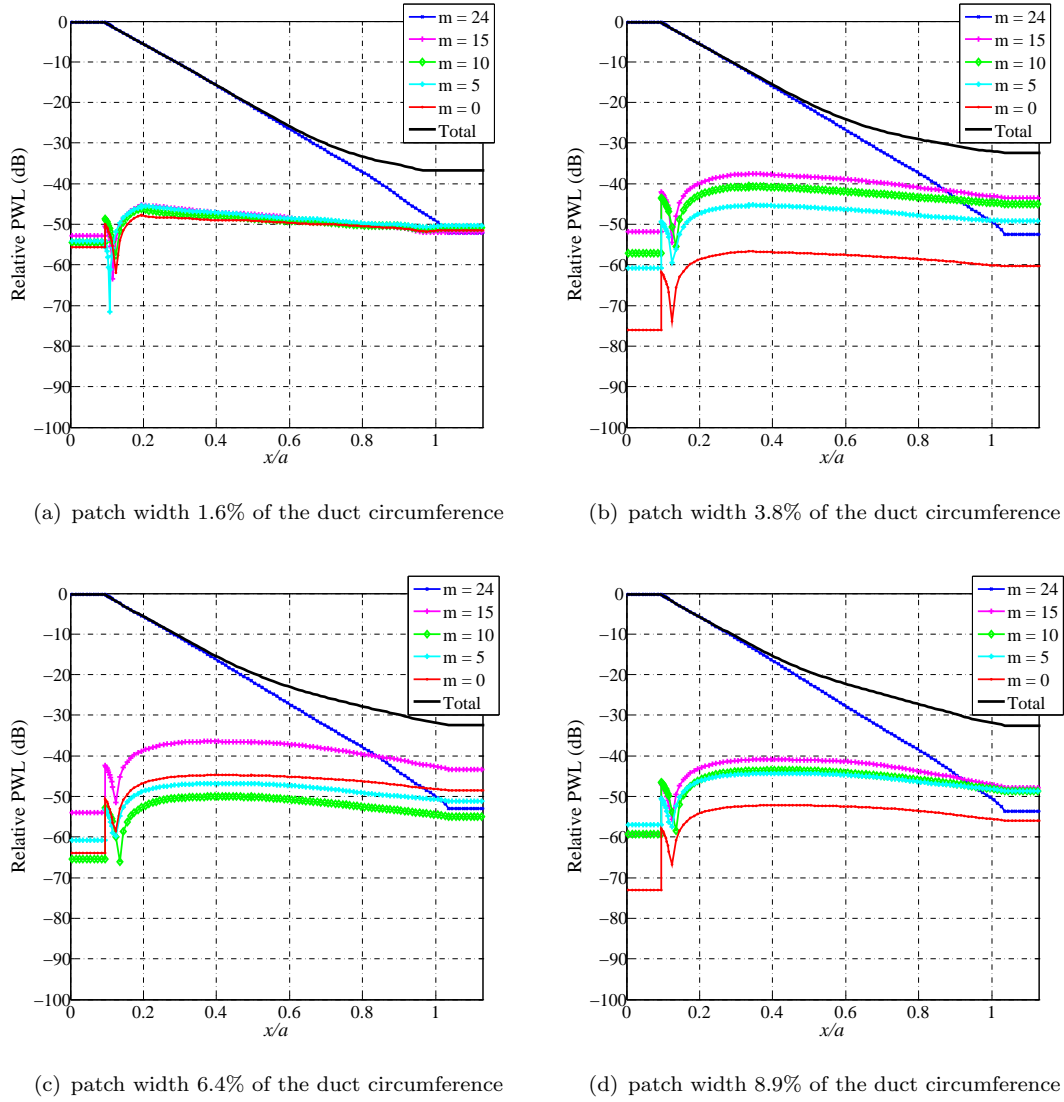 m = 24
m = 15
m = 10
m = 5
m = 0
Total
Relative PWL (dB)
0
−10
−20
−30
−40
−50
−60
−70
−80
−90
−100
0 0.2 0.4 0.6 0.8 1
x/a
(a) patch width 1.6% of the duct circumference
m = 24
m = 15
m = 10
m = 5
m = 0
Total
Relative PWL (dB)
0
−10
−20
−30
−40
−50
−60
−70
−80
−90
−100
0 0.2 0.4 0.6 0.8 1
x/a
(b) patch width 3.8% of the duct circumference
m = 24
m = 15
m = 10
m = 5
m = 0
Total
Relative PWL (dB)
0
−10
−20
−30
−40
−50
−60
−70
−80
−90
−100
0 0.2 0.4 0.6 0.8 1
x/a
(c) patch width 6.4% of the duct circumference
m = 24
m = 15
m = 10
m = 5
m = 0
Total
Relative PWL (dB)
0
−10
−20
−30
−40
−50
−60
−70
−80
−90
−100
0 0.2 0.4 0.6 0.8 1
x/a
(d) patch width 8.9% of the duct circumference